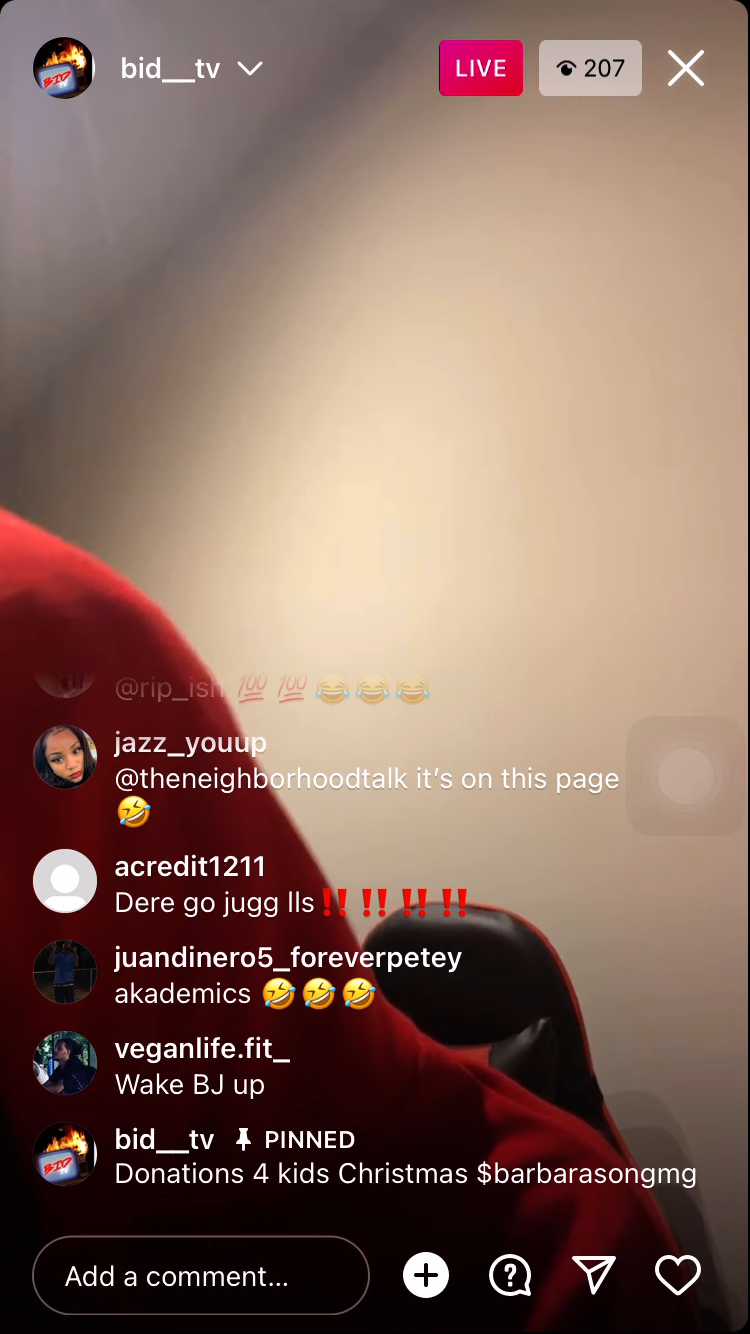 bid__tv
LIVE
207
@rip_ish 💯 💯 😂😂😂
jazz_youup
@theneighborhoodtalk it’s on this page
🤣
acredit1211
Dere go jugg lls‼️‼️‼️‼️
juandinero5_foreverpetey
akademics 🤣🤣🤣
veganlife.fit_
Wake BJ up
bid__tv PINNED
Donations 4 kids Christmas $barbarasongmg
Add a comment...